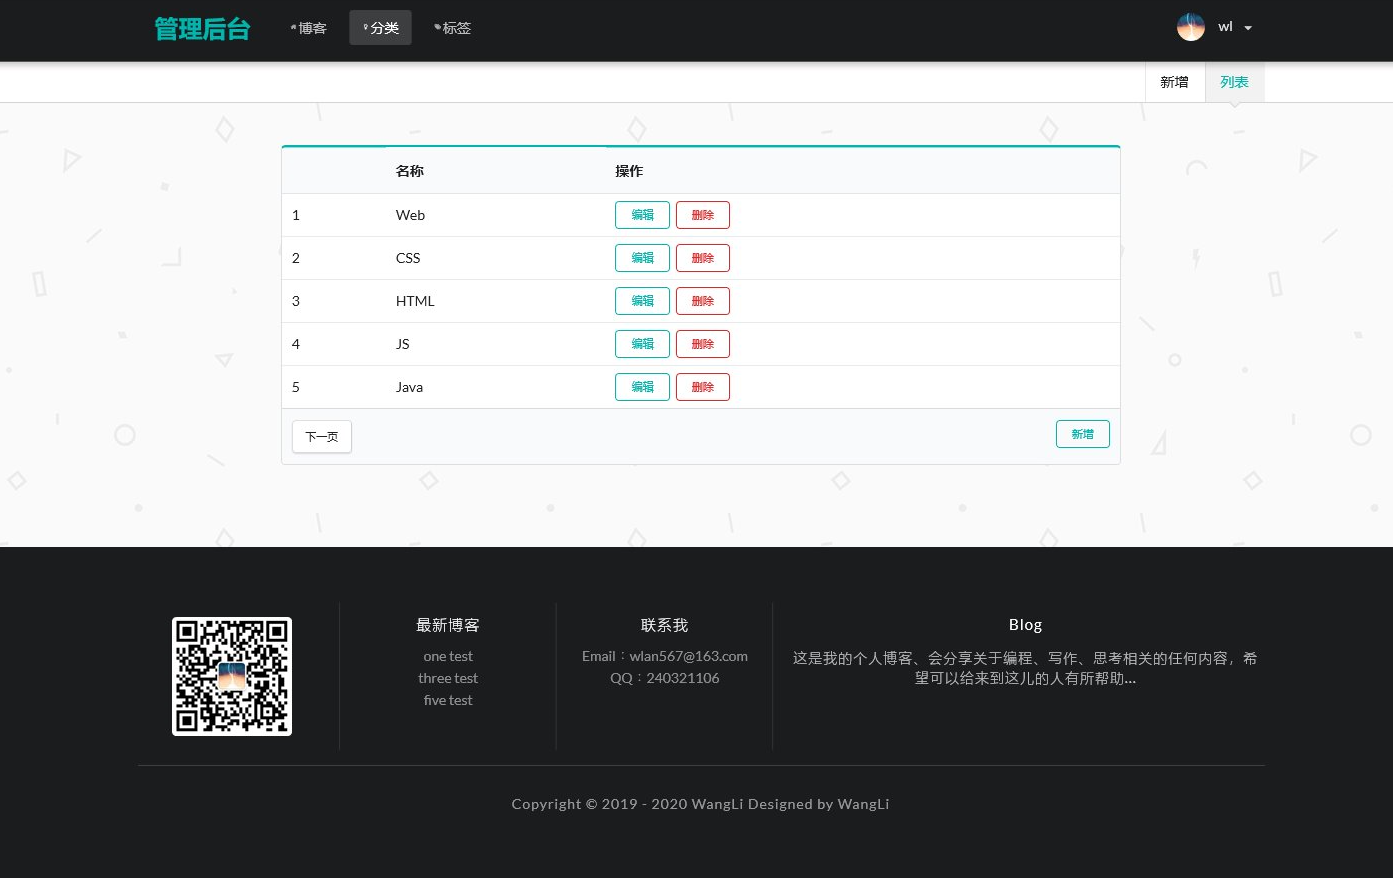 管理后台 博客 分类 标签 wl
新增 列表
名称 操作
1 Web 编辑 删除
2 CSS 编辑 删除
3 HTML 编辑 删除
4 JS 编辑 删除
5 Java 编辑 删除
下一页 新增
最新博客
one test
three test
five test
联系我
Email：wlan567@163.com
QQ：240321106
Blog
这是我的个人博客、会分享关于编程、写作、思考相关的任何内容，希
望可以给来到这儿的人有所帮助...
Copyright © 2019 - 2020 WangLi Designed by WangLi